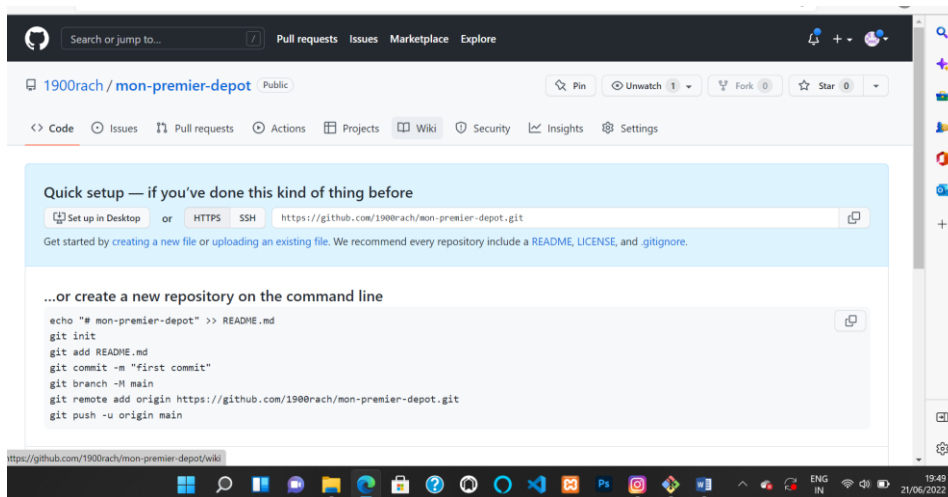 Search or jump to... / Pull requests Issues Marketplace Explore
1900rach / mon-premier-depot Public Pin Unwatch 1 Fork 0 Star 0
Code Issues Pull requests Actions Projects Wiki Security Insights Settings
Quick setup — if you've done this kind of thing before
Set up in Desktop or HTTPS SSH https://github.com/1900rach/mon-premier-depot.git
Get started by creating a new file or uploading an existing file. We recommend every repository include a README, LICENSE, and .gitignore.
...or create a new repository on the command line
echo "# mon-premier-depot" >> README.md
git init
git add README.md
git commit -m "first commit"
git branch -M main
git remote add origin https://github.com/1900rach/mon-premier-depot.git
git push -u origin main
ttps://github.com/1900rach/mon-premier-depot/wiki
Ps W ENG 19:48
IN 21/06/2022